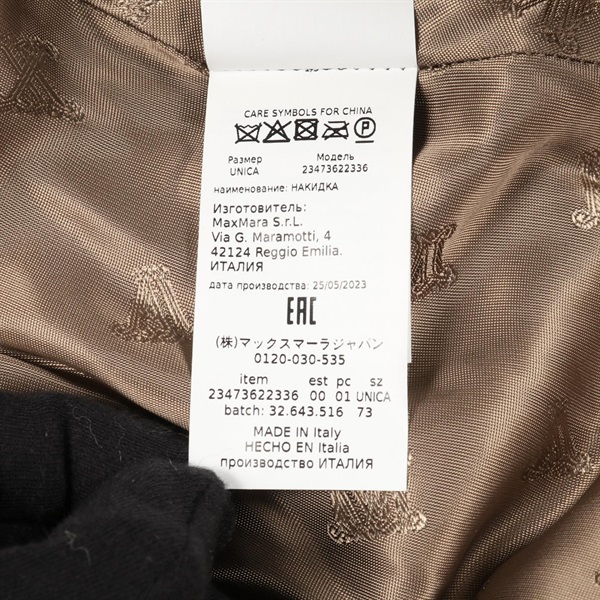 CARE SYMBOLS FOR CHINA
P
Размер Модель
UNICA 23473622336
наименование: НАКИДКА
Изготовитель:
MaxMara S.r.L.
Via G. Maramotti, 4
42124 Reggio Emilia.
ИТАЛИЯ
дата производства: 25/05/2023
EAC
(株)マックスマーラジャパン
0120-030-535
item est pc sz
23473622336 00 01 UNICA
batch: 32.643.516 73
MADE IN Italy
HECHO EN Italia
производство ИТАЛИЯ